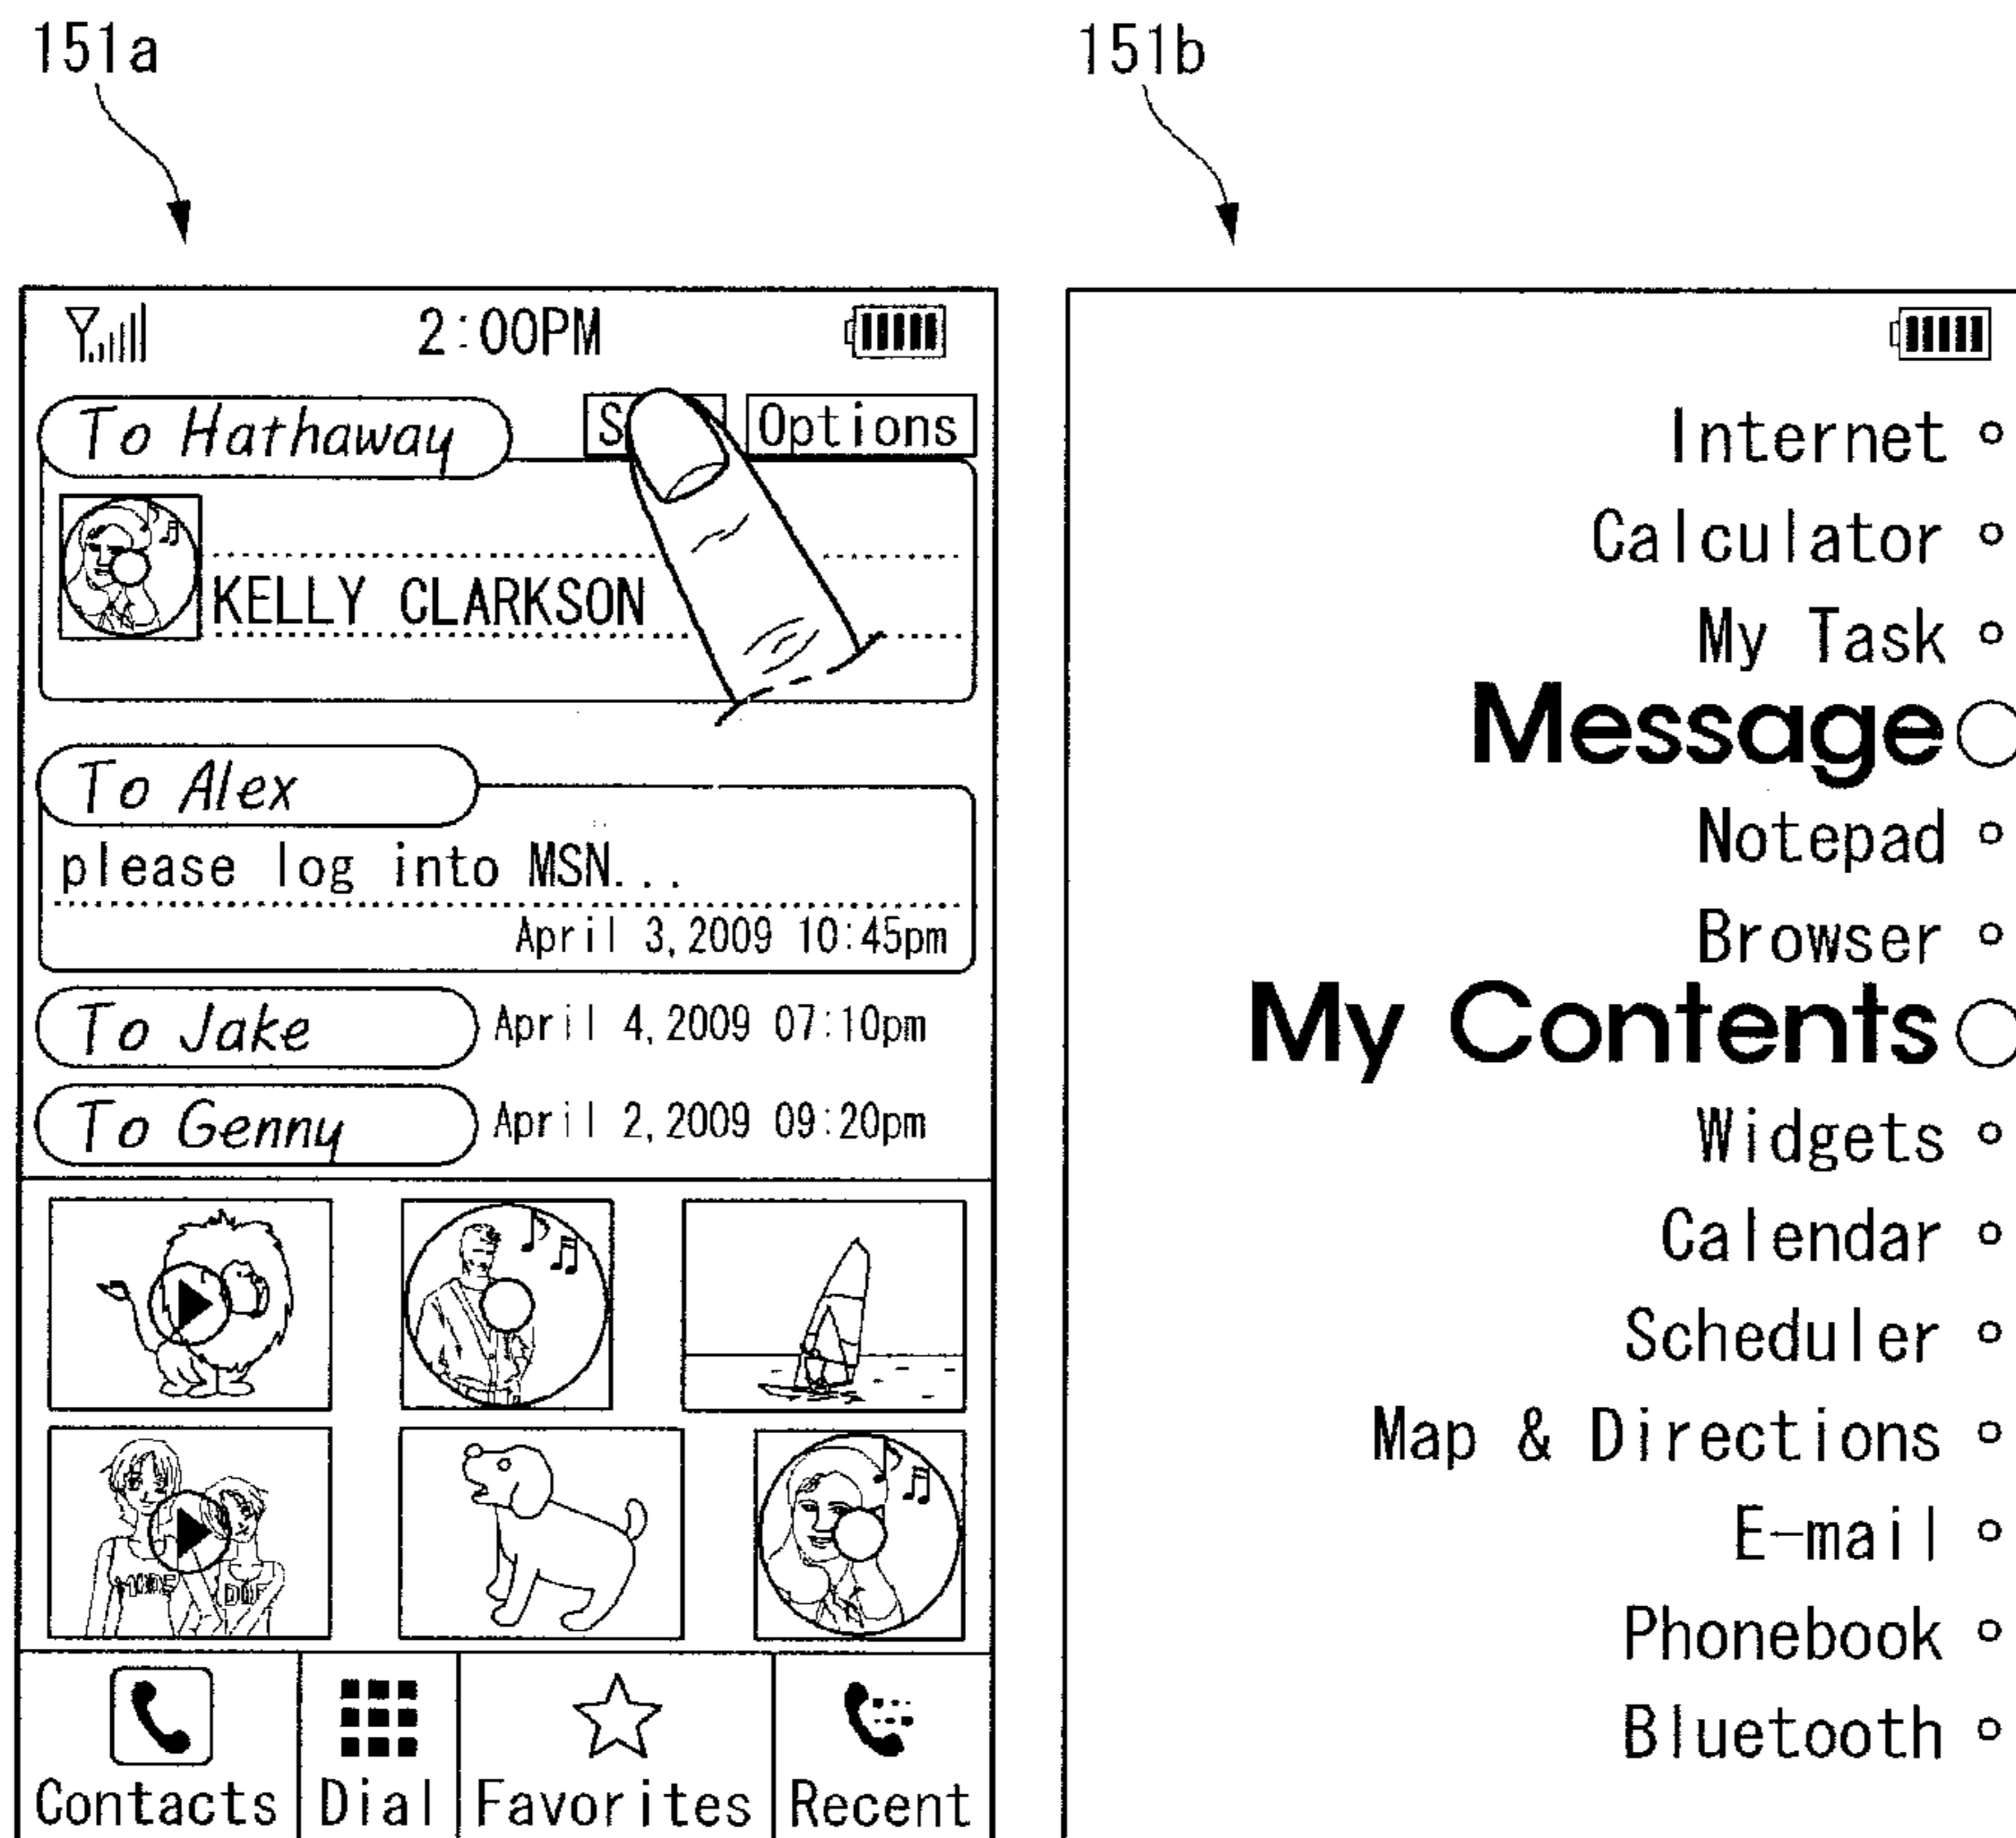 151a
151b
2:00PM
To Hathaway
Options
KELLY CLARKSON
To Alex
please log into MSN...
April 3,2009 10:45pm
To Jake
April 4,2009 07:10pm
To Genny
April 2,2009 09:20pm
Contacts
Dial
Favorites
Recent
Internet
Calculator
My Task
Message
Notepad
Browser
My Contents
Widgets
Calendar
Scheduler
Map & Directions
E-mail
Phonebook
Bluetooth